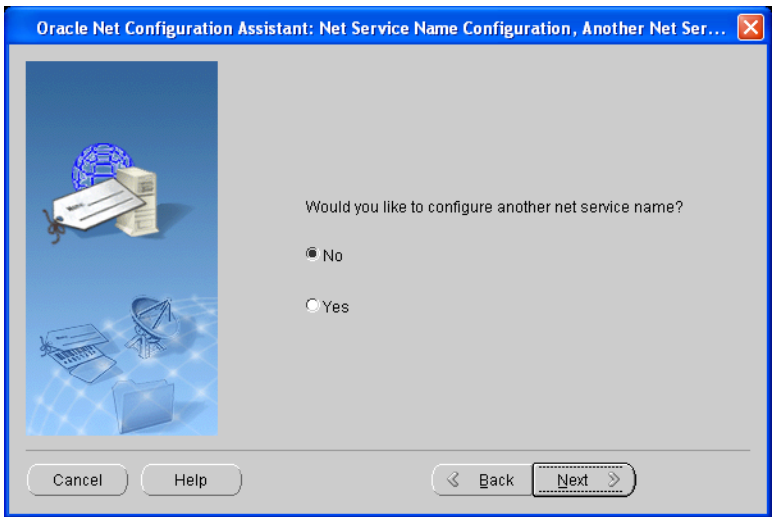 Oracle Net Configuration Assistant: Net Service Name Configuration, Another Net Ser...
Would you like to configure another net service name?
No
Yes
Cancel
Help
Back
Next